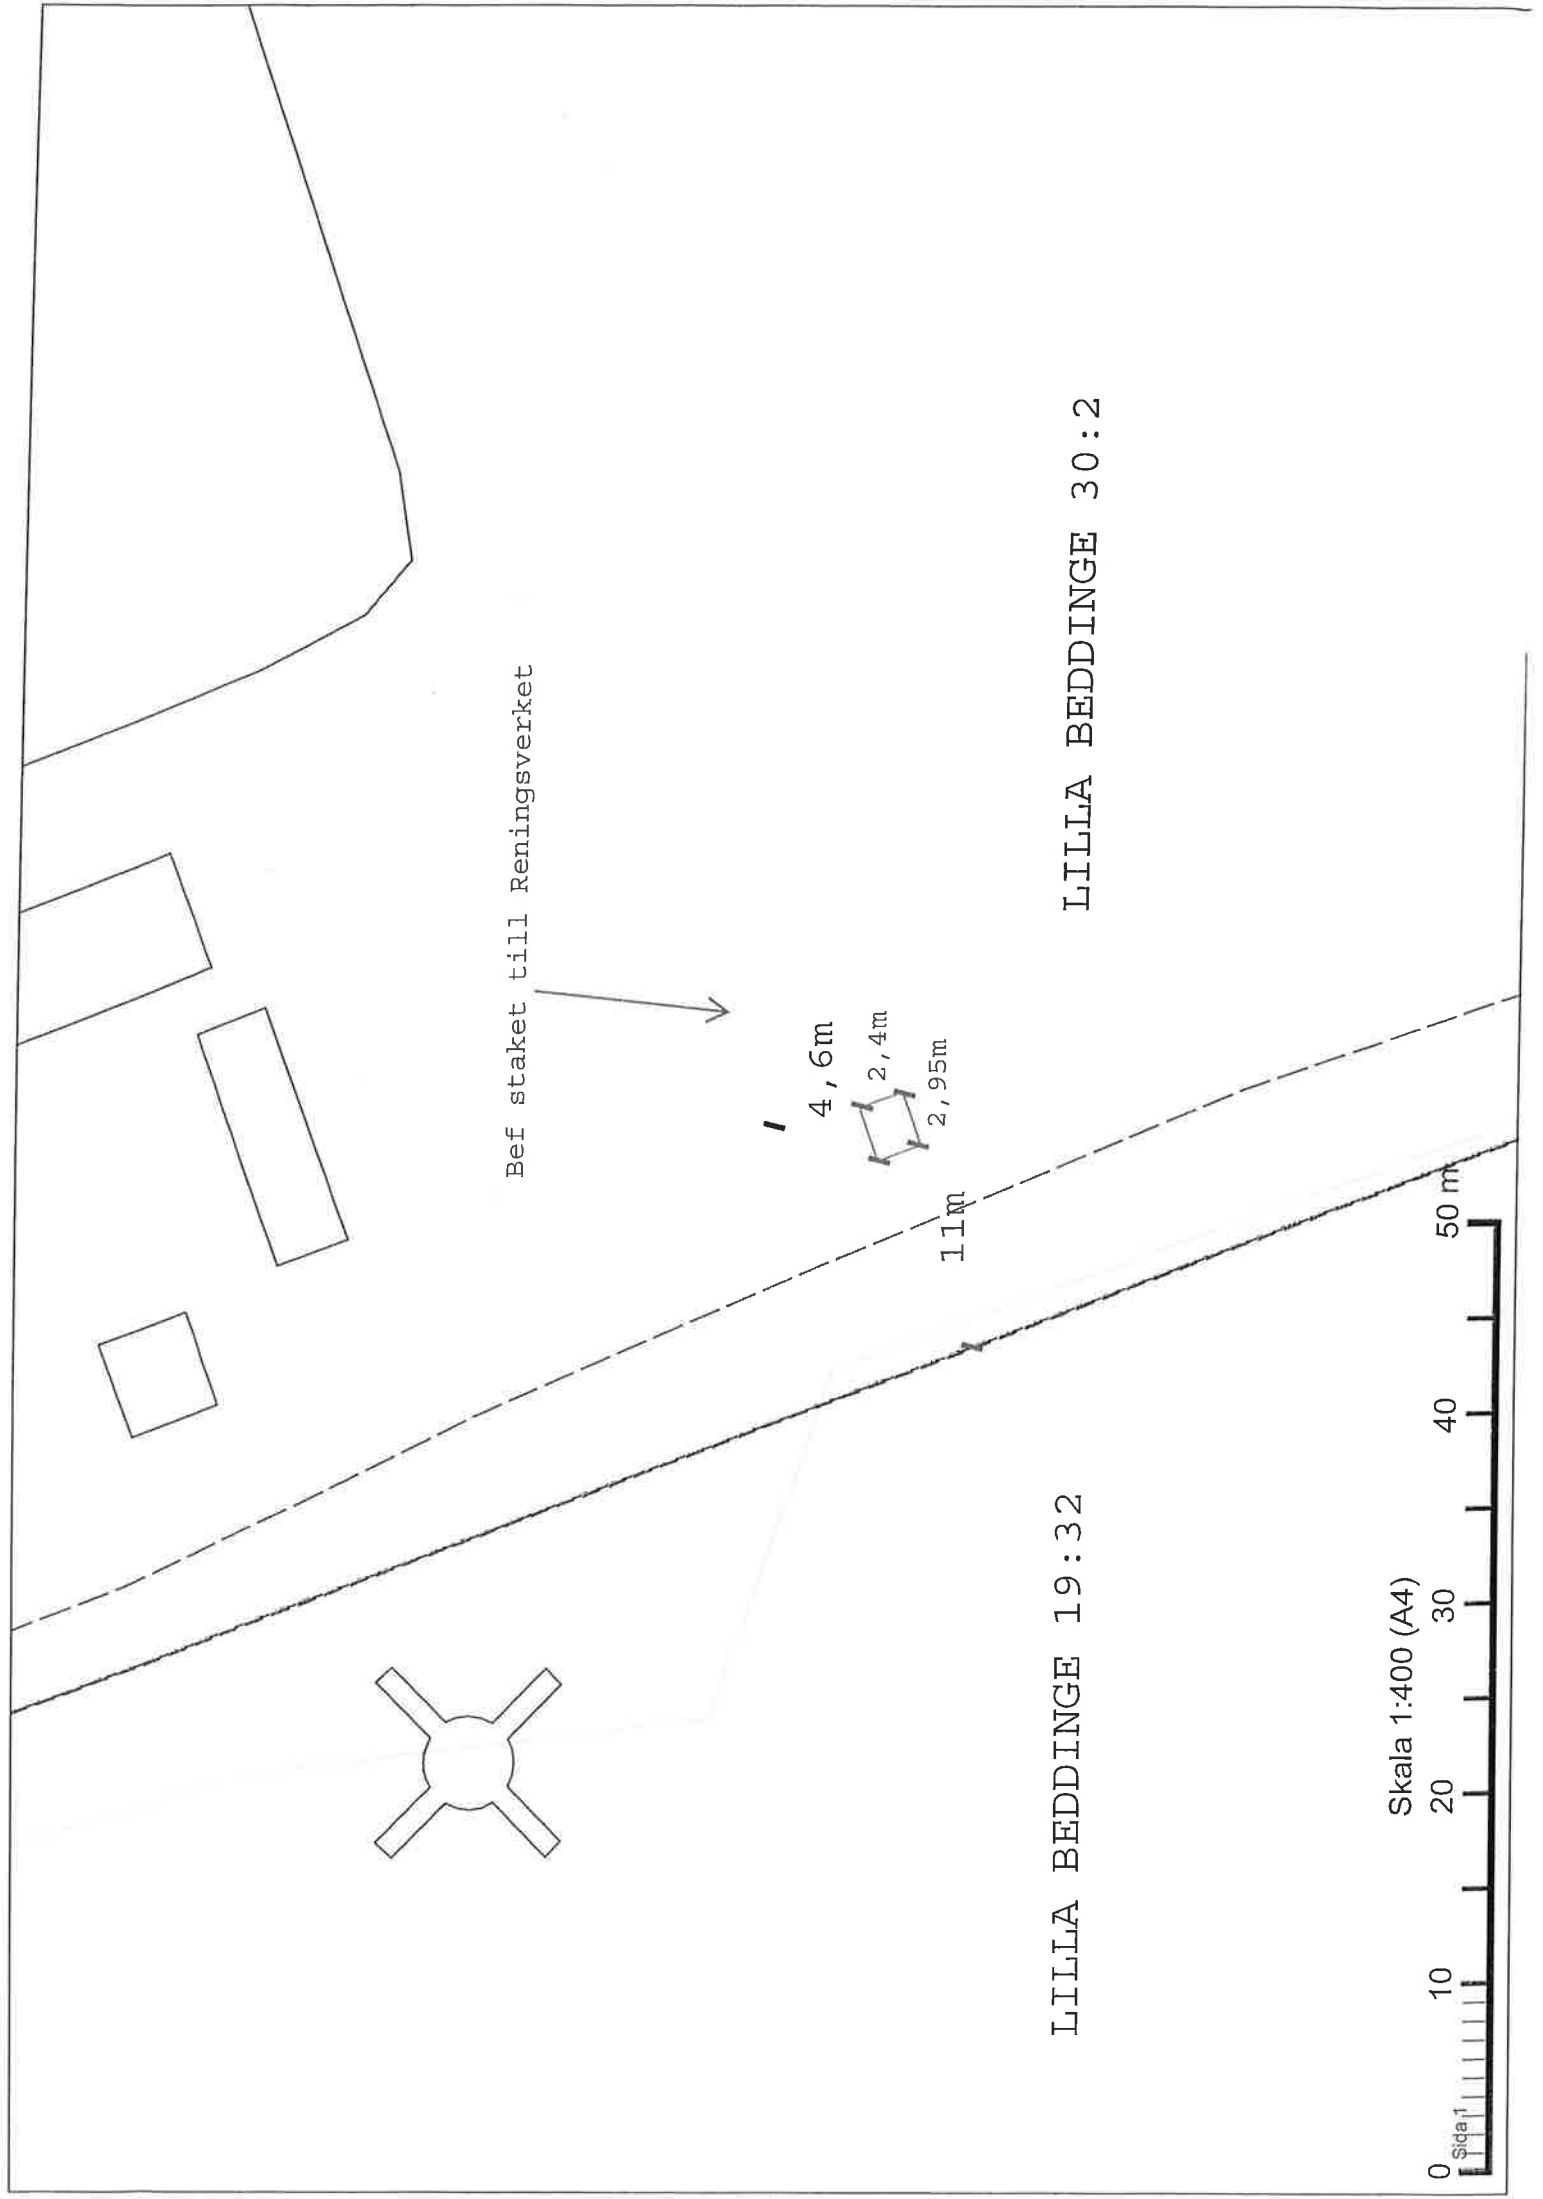 Bef staket till Reningsverket
4,6m
2,4m
2,95m
11m
LILLA BEDDINGE 19:32
LILLA BEDDINGE 30:2
Skala 1:400 (A4)
0 10 20 30 40 50 m
Sida 1